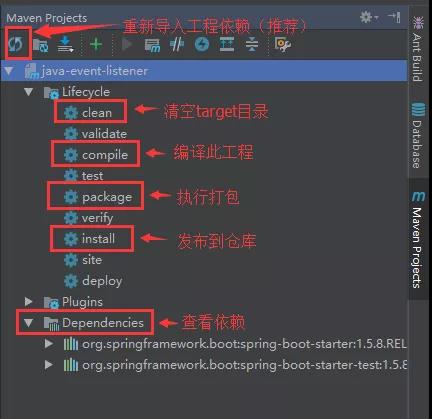 Maven Projects
重新导入工程依赖（推荐）
java-event-listener
Lifecycle
clean
清空target目录
validate
compile
编译此工程
test
package
执行打包
verify
install
发布到仓库
site
deploy
Plugins
Dependencies
查看依赖
org.springframework.boot:spring-boot-starter:1.5.8.REL
org.springframework.boot:spring-boot-starter-test:1.5.8
Ant Build
Database
Maven Projects